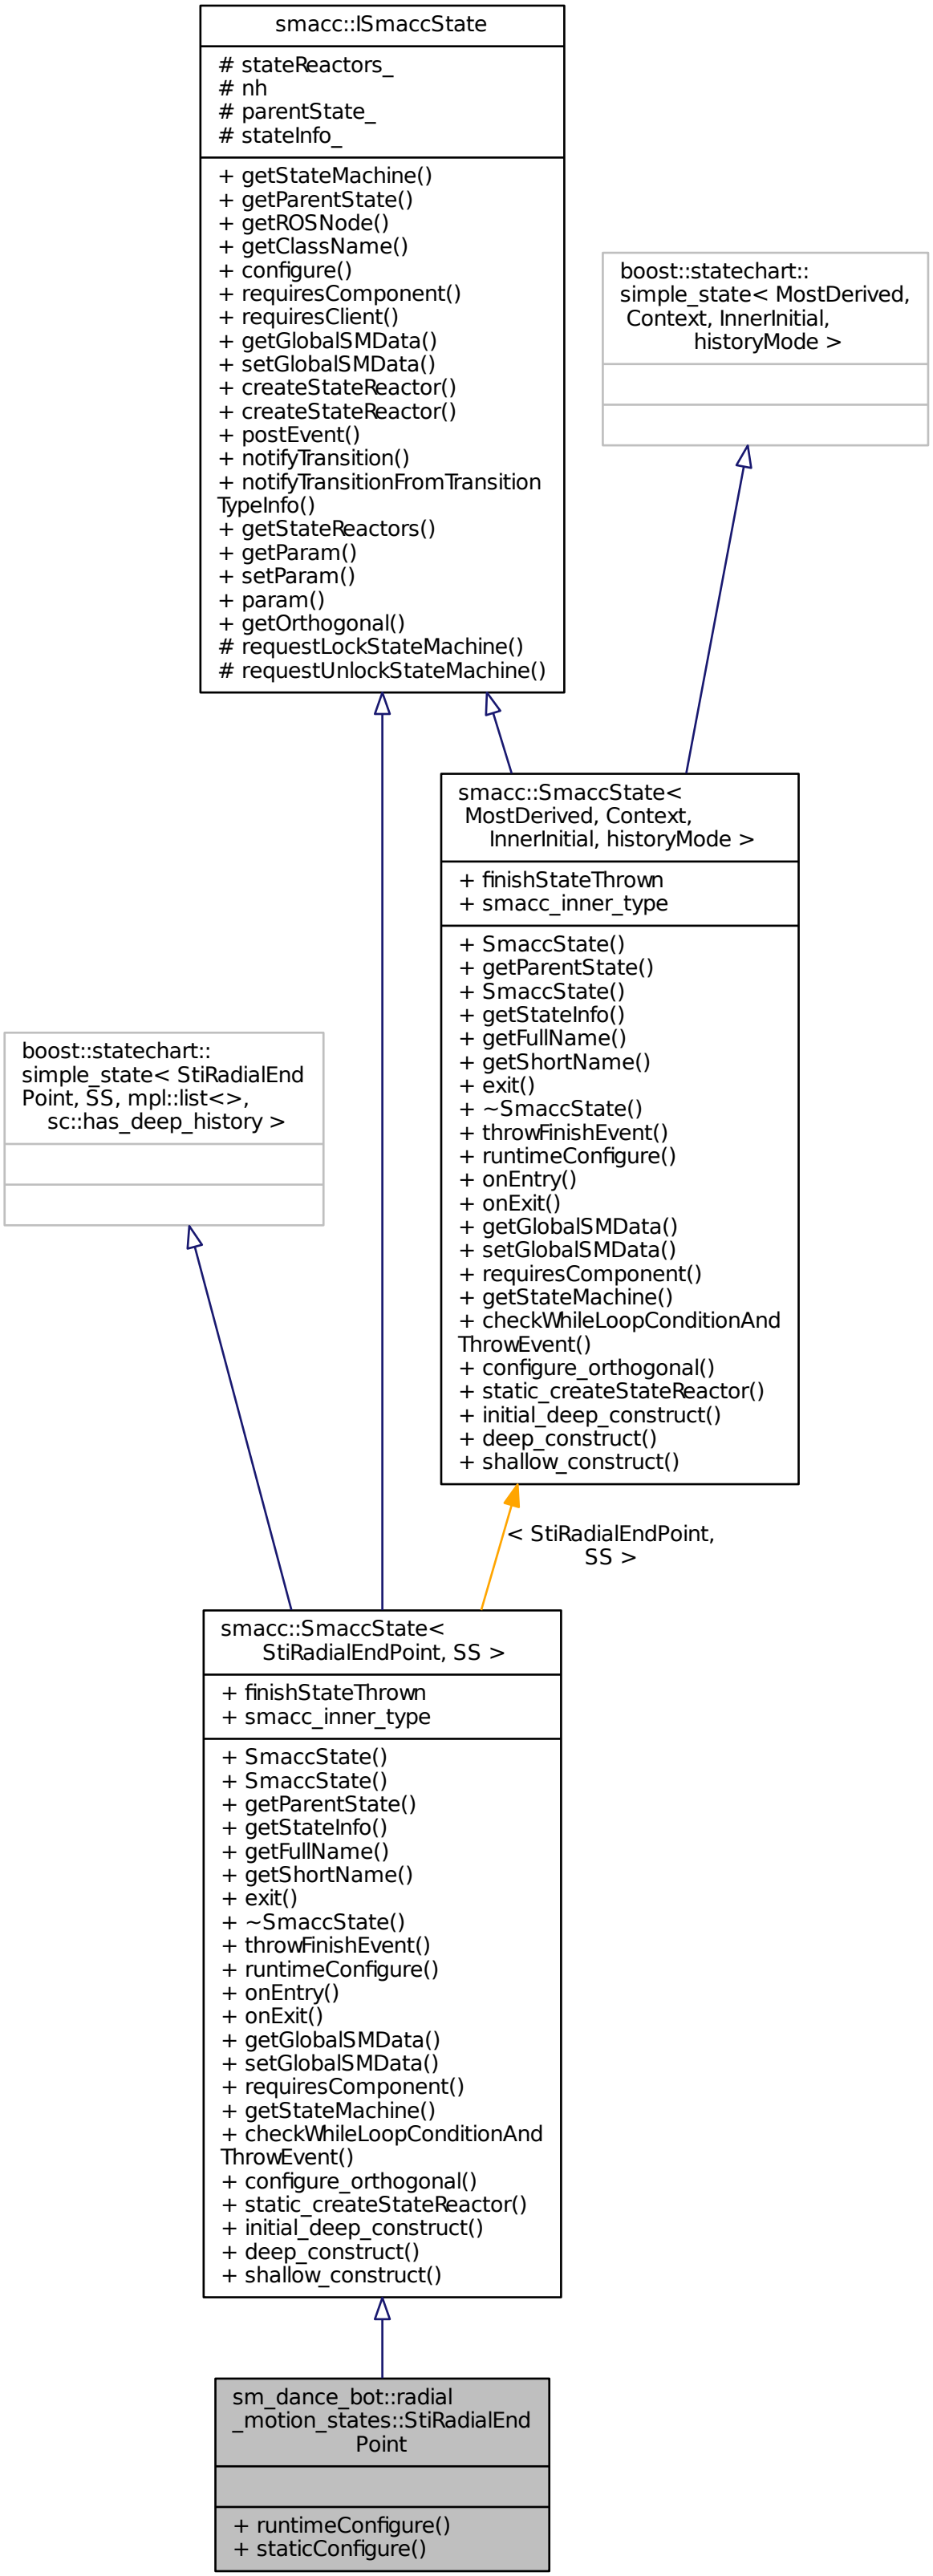 smacc::ISmaccState
# stateReactors_
# nh
# parentState_
# stateInfo_
+ getStateMachine()
+ getParentState()
+ getROSNode()
+ getClassName()
+ configure()
+ requiresComponent()
+ requiresClient()
+ getGlobalSMData()
+ setGlobalSMData()
+ createStateReactor()
+ createStateReactor()
+ postEvent()
+ notifyTransition()
+ notifyTransitionFromTransition
TypeInfo()
+ getStateReactors()
+ getParam()
+ setParam()
+ param()
+ getOrthogonal()
# requestLockStateMachine()
# requestUnlockStateMachine()
boost::statechart::
simple_state< MostDerived,
Context, InnerInitial,
historyMode >
smacc::SmaccState<
MostDerived, Context,
InnerInitial, historyMode >
+ finishStateThrown
+ smacc_inner_type
+ SmaccState()
+ getParentState()
+ SmaccState()
+ getStateInfo()
+ getFullName()
+ getShortName()
+ exit()
+ ~SmaccState()
+ throwFinishEvent()
+ runtimeConfigure()
+ onEntry()
+ onExit()
+ getGlobalSMData()
+ setGlobalSMData()
+ requiresComponent()
+ getStateMachine()
+ checkWhileLoopConditionAnd
ThrowEvent()
+ configure_orthogonal()
+ static_createStateReactor()
+ initial_deep_construct()
+ deep_construct()
+ shallow_construct()
boost::statechart::
simple_state< StiRadialEnd
Point, SS, mpl::list<>,
sc::has_deep_history >
< StiRadialEndPoint,
SS >
smacc::SmaccState<
StiRadialEndPoint, SS >
+ finishStateThrown
+ smacc_inner_type
+ SmaccState()
+ SmaccState()
+ getParentState()
+ getStateInfo()
+ getFullName()
+ getShortName()
+ exit()
+ ~SmaccState()
+ throwFinishEvent()
+ runtimeConfigure()
+ onEntry()
+ onExit()
+ getGlobalSMData()
+ setGlobalSMData()
+ requiresComponent()
+ getStateMachine()
+ checkWhileLoopConditionAnd
ThrowEvent()
+ configure_orthogonal()
+ static_createStateReactor()
+ initial_deep_construct()
+ deep_construct()
+ shallow_construct()
sm_dance_bot::radial
_motion_states::StiRadialEnd
Point
+ runtimeConfigure()
+ staticConfigure()